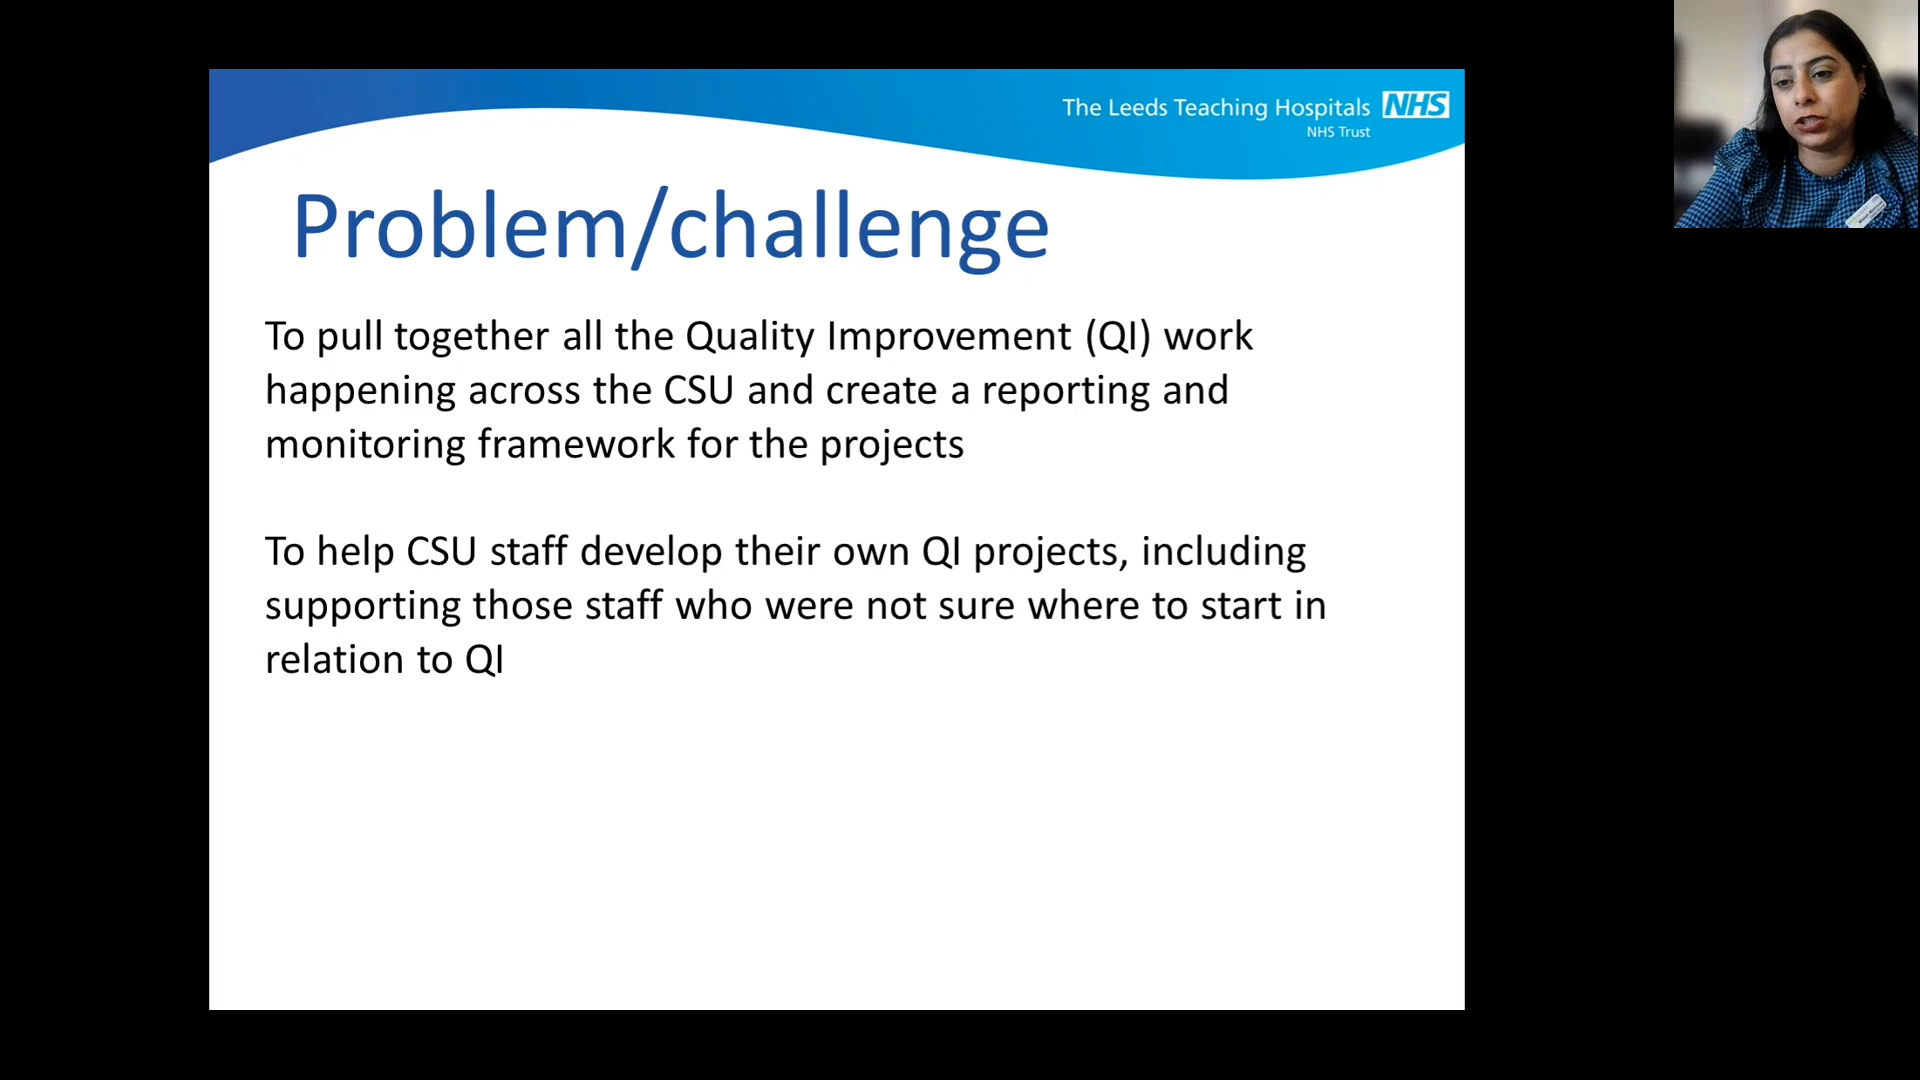 The Leeds Teaching Hospitals NHS
NHS Trust
Problem/challenge
To pull together all the Quality Improvement (QI) work
happening across the CSU and create a reporting and
monitoring framework for the projects
To help CSU staff develop their own QI projects, including
supporting those staff who were not sure where to start in
relation to QI